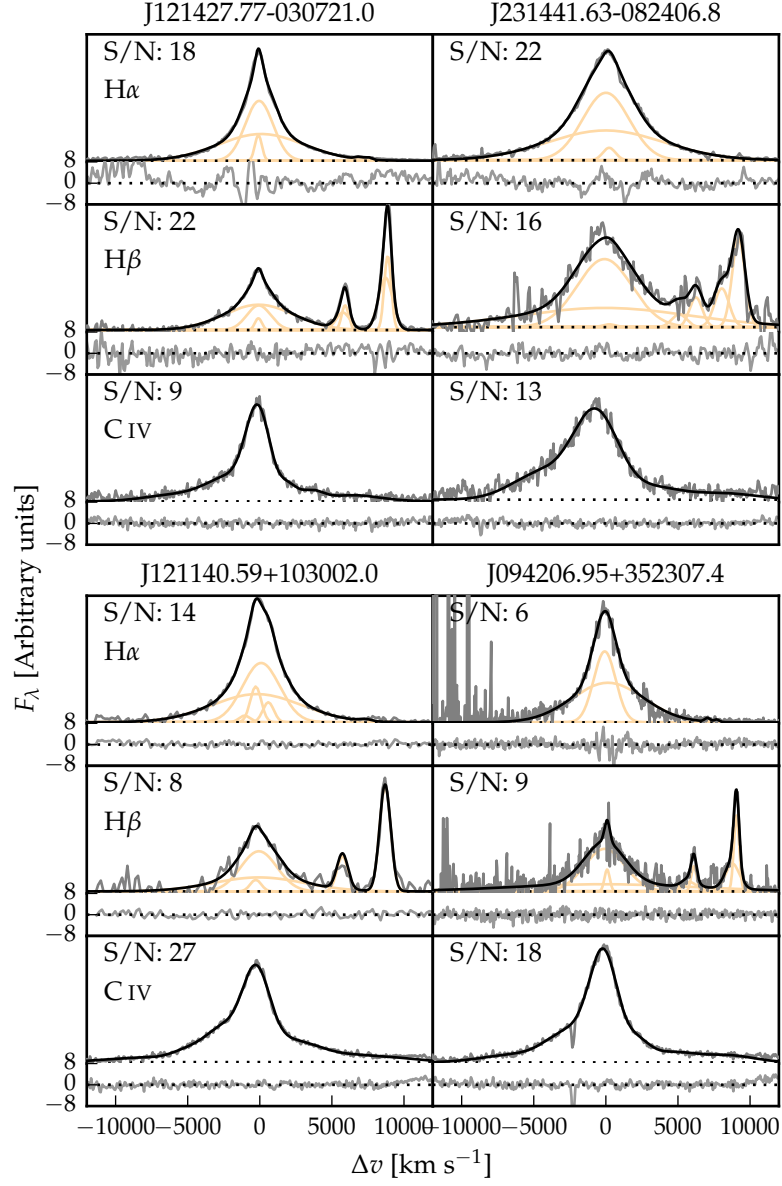 J121427.77-030721.0 J231441.63-082406.8
S/N: 18 S/N: 22
Hα
8
0
−8
S/N: 22 S/N: 16
Hβ
8
0
−8
S/N: 9 S/N: 13
C IV
8
0
−8
F_λ [Arbitrary units]
J121140.59+103002.0 J094206.95+352307.4
S/N: 14 S/N: 6
Hα
8
0
−8
S/N: 8 S/N: 9
Hβ
8
0
−8
S/N: 27 S/N: 18
C IV
8
0
−8
−10000 −5000 0 5000 10000 −10000 −5000 0 5000 10000
Δv [km s⁻¹]